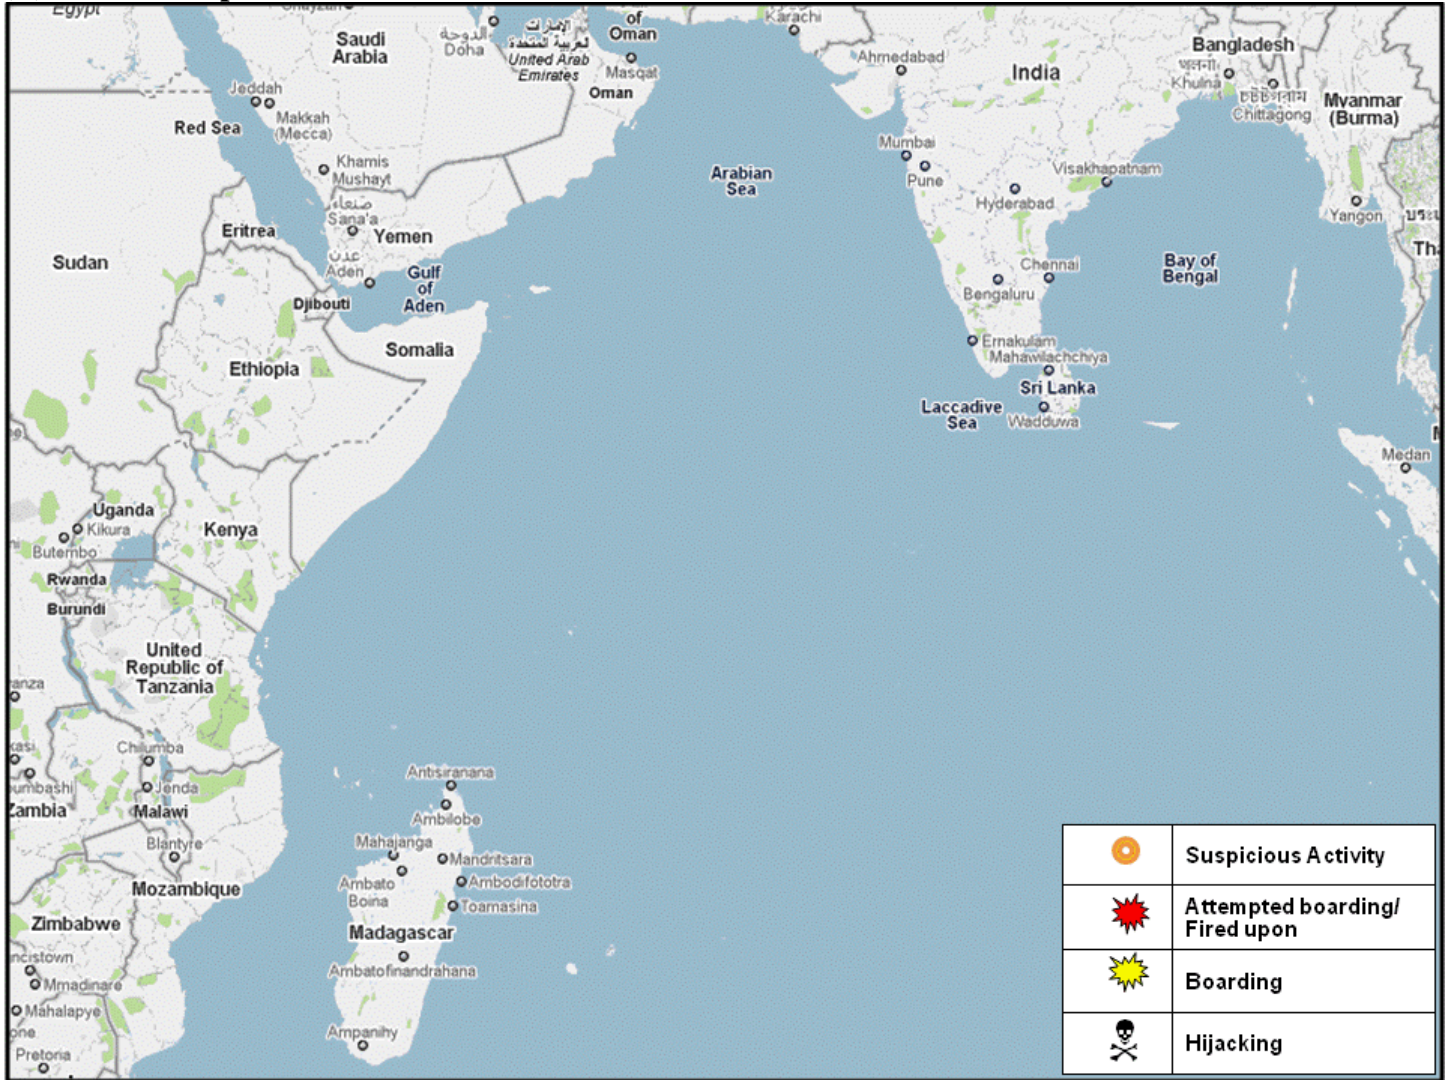 Egypt
Saudi
Arabia
الدوحة
Doha
الإمارات
العربية المتحدة
United Arab
Emirates
of
Oman
Masqat
Oman
Karachi
Ahmedabad
India
Bangladesh
Khulna
Chittagong
Myanmar
(Burma)
Jeddah
Makkah
(Mecca)
Red Sea
Khamis
Mushayt
صنعاء
Sana'a
Yemen
Eritrea
Sudan
عدن
Aden
Gulf
of
Aden
Djibouti
Somalia
Ethiopia
Arabian
Sea
Mumbai
Pune
Hyderabad
Visakhapatnam
Yangon
Chennai
Bengaluru
Bay of
Bengal
Ernakulam
Mahawilachchiya
Sri Lanka
Laccadive
Sea
Wadduwa
Medan
Uganda
Kikura
Butembo
Kenya
Rwanda
Burundi
United
Republic of
Tanzania
Chilumba
Jenda
Zambia
Malawi
Blantyre
Mozambique
Zimbabwe
Mmadinare
Mahalapye
Pretoria
Antisiranana
Ambilobe
Mahajanga
Mandritsara
Ambato
Boina
Ambodifototra
Toamasina
Madagascar
Ambatofinandrahana
Ampanihy
Suspicious Activity
Attempted boarding/
Fired upon
Boarding
Hijacking